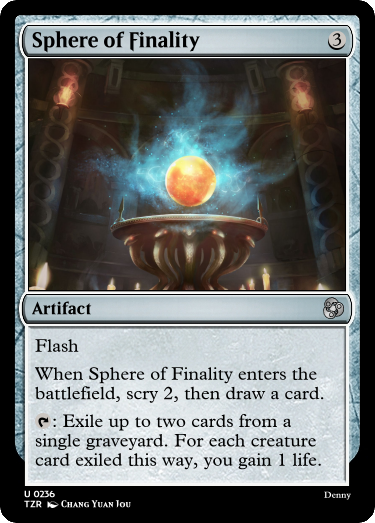 Sphere of Finality 3
Artifact
Flash
When Sphere of Finality enters the
battlefield, scry 2, then draw a card.
: Exile up to two cards from a
single graveyard. For each creature
card exiled this way, you gain 1 life.
U 0236 Denny
TZR Chang Yuan Jou